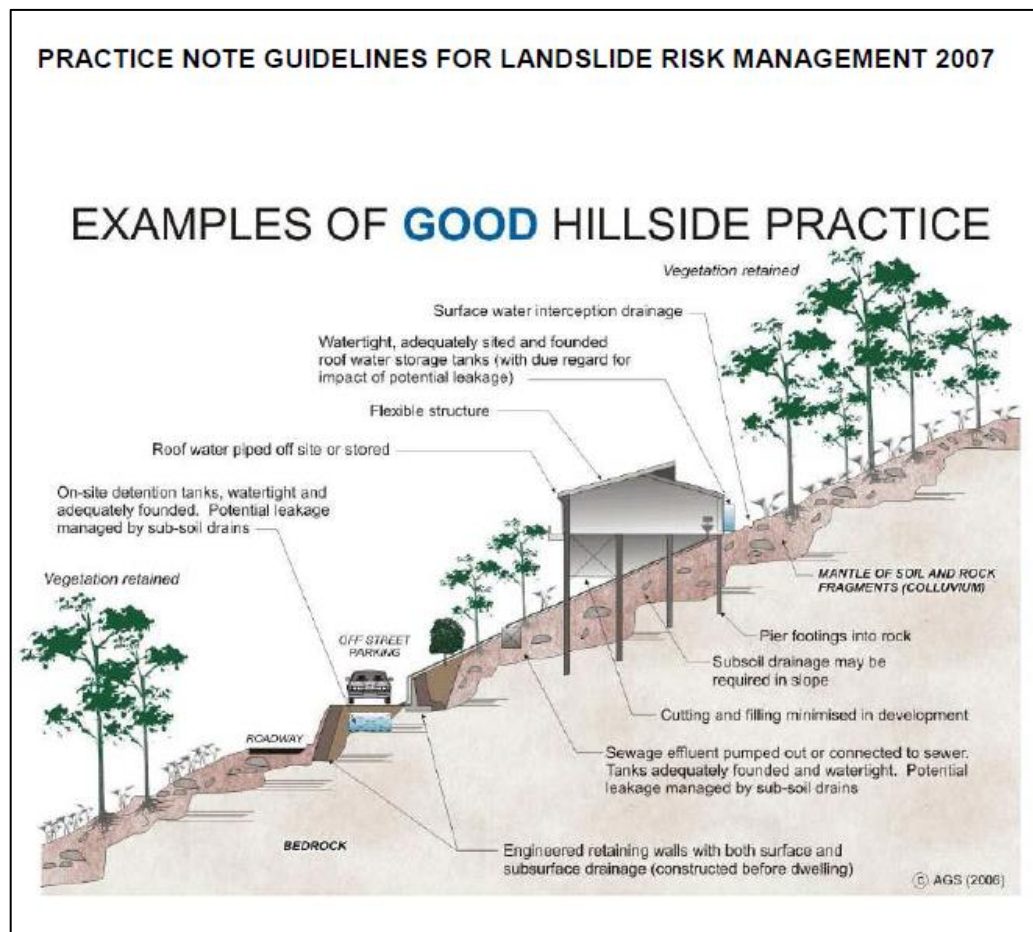 PRACTICE NOTE GUIDELINES FOR LANDSLIDE RISK MANAGEMENT 2007
EXAMPLES OF GOOD HILLSIDE PRACTICE
Vegetation retained
Surface water interception drainage
Watertight, adequately sited and founded
roof water storage tanks (with due regard for
impact of potential leakage)
Flexible structure
Roof water piped off site or stored
On-site detention tanks, watertight and
adequately founded. Potential leakage
managed by sub-soil drains
Vegetation retained
MANTLE OF SOIL AND ROCK
FRAGMENTS (COLLUVIUM)
OFF STREET
PARKING
Pier footings into rock
Subsoil drainage may be
required in slope
Cutting and filling minimised in development
ROADWAY
Sewage effluent pumped out or connected to sewer.
Tanks adequately founded and watertight. Potential
leakage managed by sub-soil drains
BEDROCK
Engineered retaining walls with both surface and
subsurface drainage (constructed before dwelling)
© AGS (2006)